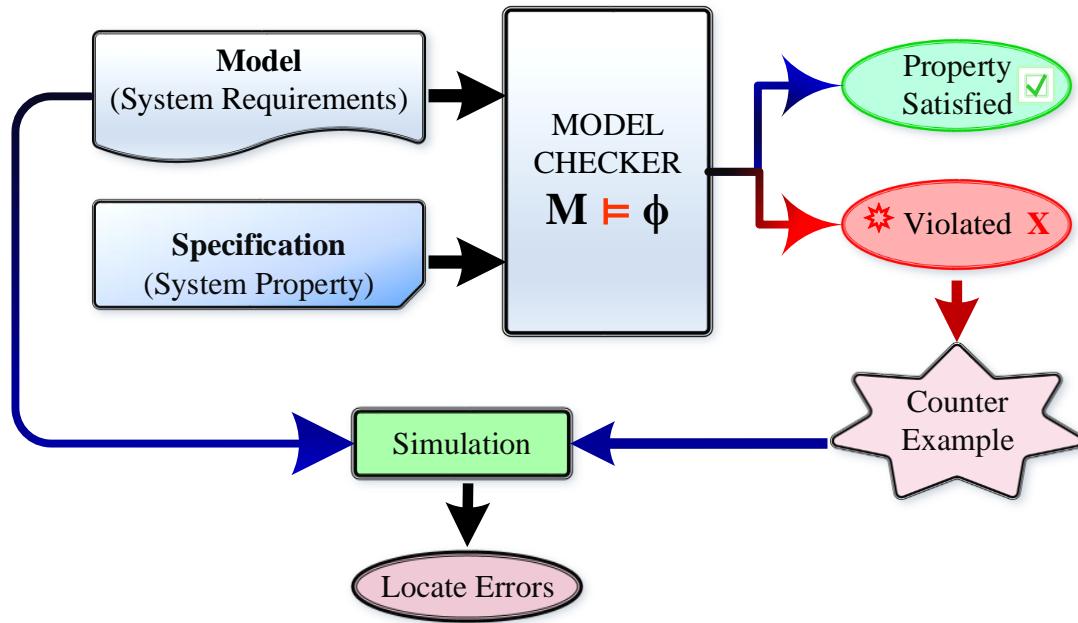 Model
(System Requirements)
Specification
(System Property)
MODEL
CHECKER
M ⊨ ϕ
Property
Satisfied
Violated X
Counter
Example
Simulation
Locate Errors